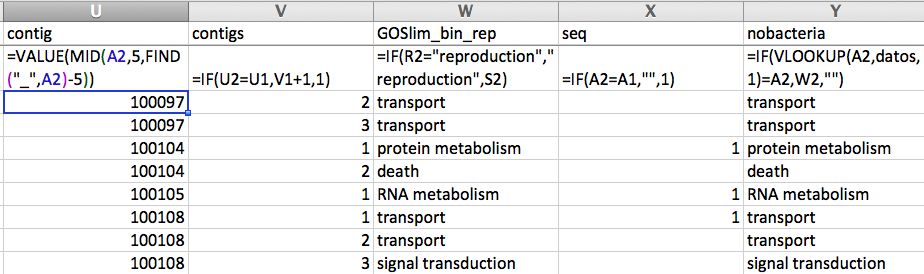 U V W X Y
contig contigs GOSlim_bin_rep seq nobacteria
=VALUE(MID(A2,5,FIND =IF(R2="reproduction"," =IF(VLOOKUP(A2,datos,
("_",A2)-5)) =IF(U2=U1,V1+1,1) reproduction",S2) =IF(A2=A1,"",1) 1)=A2,W2,"")
100097 2 transport transport
100097 3 transport transport
100104 1 protein metabolism 1 protein metabolism
100104 2 death death
100105 1 RNA metabolism 1 RNA metabolism
100108 1 transport 1 transport
100108 2 transport transport
100108 3 signal transduction signal transduction